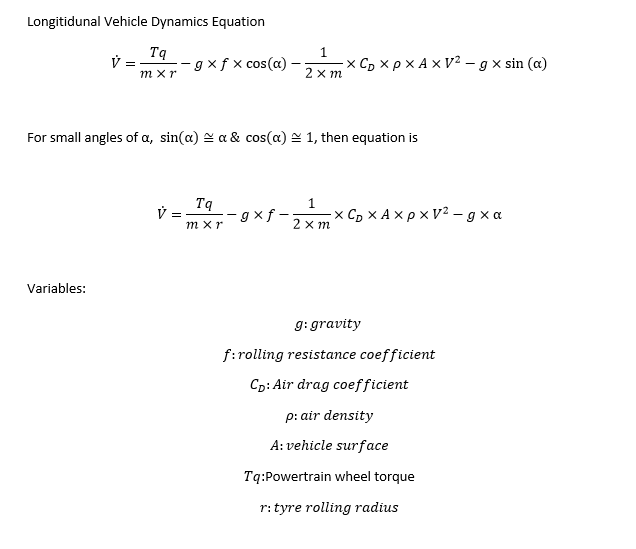 Longitidunal Vehicle Dynamics Equation
V̇ = Tq / (m × r) − g × f × cos(α) − 1 / (2 × m) × C_D × ρ × A × V² − g × sin (α)
For small angles of α, sin(α) ≅ α & cos(α) ≅ 1, then equation is
V̇ = Tq / (m × r) − g × f − 1 / (2 × m) × C_D × A × ρ × V² − g × α
Variables:
g: gravity
f: rolling resistance coefficient
C_D: Air drag coefficient
ρ: air density
A: vehicle surface
Tq:Powertrain wheel torque
r: tyre rolling radius